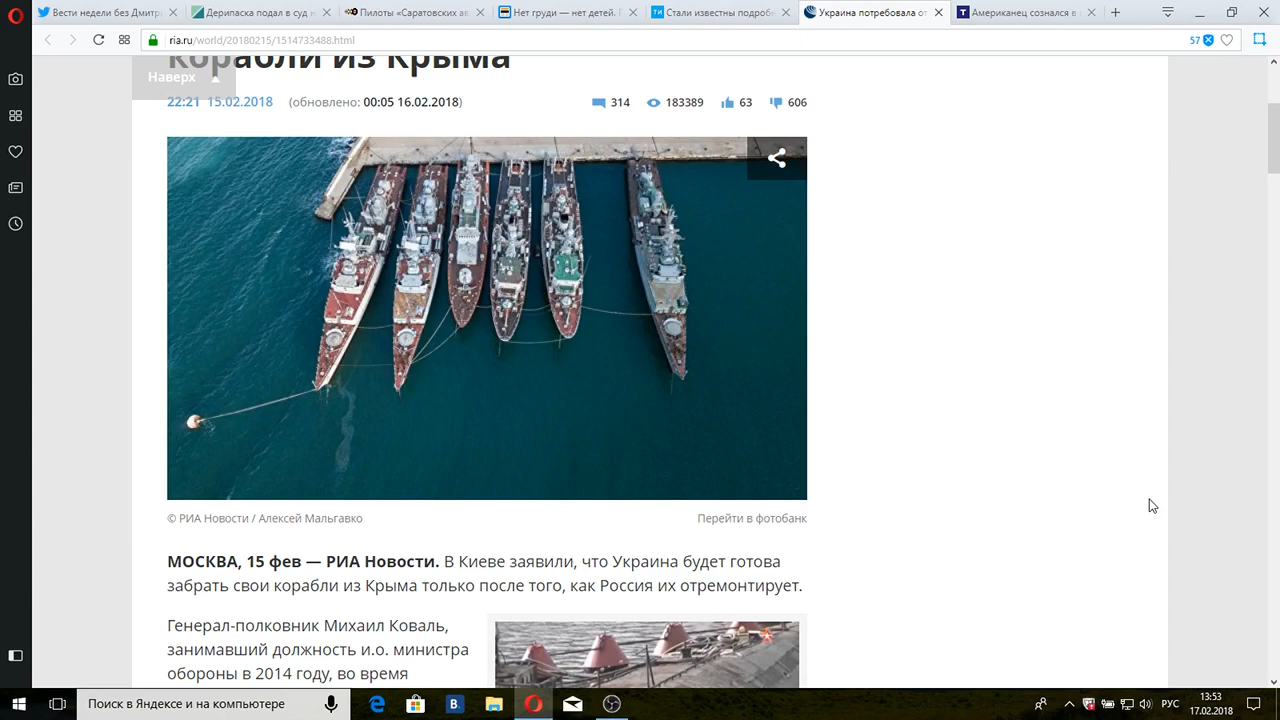 Вести недели без Дмитр
Дерипаска подал в суд н
Пилоты «Саратовских ав
Нет груди — нет детей. Г
Стали известны подробн
Украина потребовала от
Американец сознался в
ria.ru/world/20180215/1514733488.html
57
корабли из Крыма
Наверх
22:21 15.02.2018 (обновлено: 00:05 16.02.2018)
314 183389 63 606
© РИА Новости / Алексей Мальгавко
Перейти в фотобанк
МОСКВА, 15 фев — РИА Новости. В Киеве заявили, что Украина будет готова
забрать свои корабли из Крыма только после того, как Россия их отремонтирует.
Генерал-полковник Михаил Коваль,
занимавший должность и.о. министра
обороны в 2014 году, во время
Поиск в Яндексе и на компьютере
РУС
13:53
17.02.2018